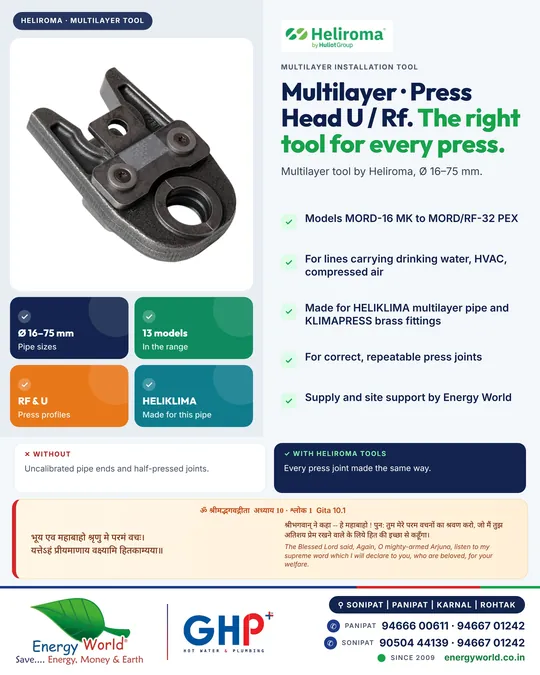 HELIROMA · MULTILAYER TOOL
Heliroma
by HuliotGroup
MULTILAYER INSTALLATION TOOL
Multilayer · Press
Head U / Rf. The right
tool for every press.
Multilayer tool by Heliroma, Ø 16–75 mm.
Models MORD-16 MK to MORD/RF-32 PEX
For lines carrying drinking water, HVAC,
compressed air
Made for HELIKLIMA multilayer pipe and
KLIMAPRESS brass fittings
For correct, repeatable press joints
Supply and site support by Energy World
Ø 16–75 mm
Pipe sizes
13 models
In the range
RF & U
Press profiles
HELIKLIMA
Made for this pipe
× WITHOUT
Uncalibrated pipe ends and half-pressed joints.
✓ WITH HELIROMA TOOLS
Every press joint made the same way.
ॐ श्रीमद्भगवद्गीता अध्याय 10 · श्लोक 1 Gita 10.1
भूय एव महाबाहो श्रृणु मे परमं वचः।
यत्तेऽहं प्रीयमाणाय वक्ष्यामि हितकाम्यया॥
श्रीभगवान् ने कहा -- हे महाबाहो ! पुन: तुम मेरे परम वचनों का श्रवण करो, जो मैं तुझ
अतिशय प्रेम रखने वाले के लिये हित की इच्छा से कहूँगा।
The Blessed Lord said, Again, O mighty-armed Arjuna, listen to my
supreme word which I will declare to you, who are beloved, for your
welfare.
Energy World
Save.... Energy, Money & Earth
GHP+
HOT WATER & PLUMBING
SONIPAT | PANIPAT | KARNAL | ROHTAK
PANIPAT 94666 00611 · 94667 01242
SONIPAT 90504 44139 · 94667 01242
SINCE 2009 energyworld.co.in